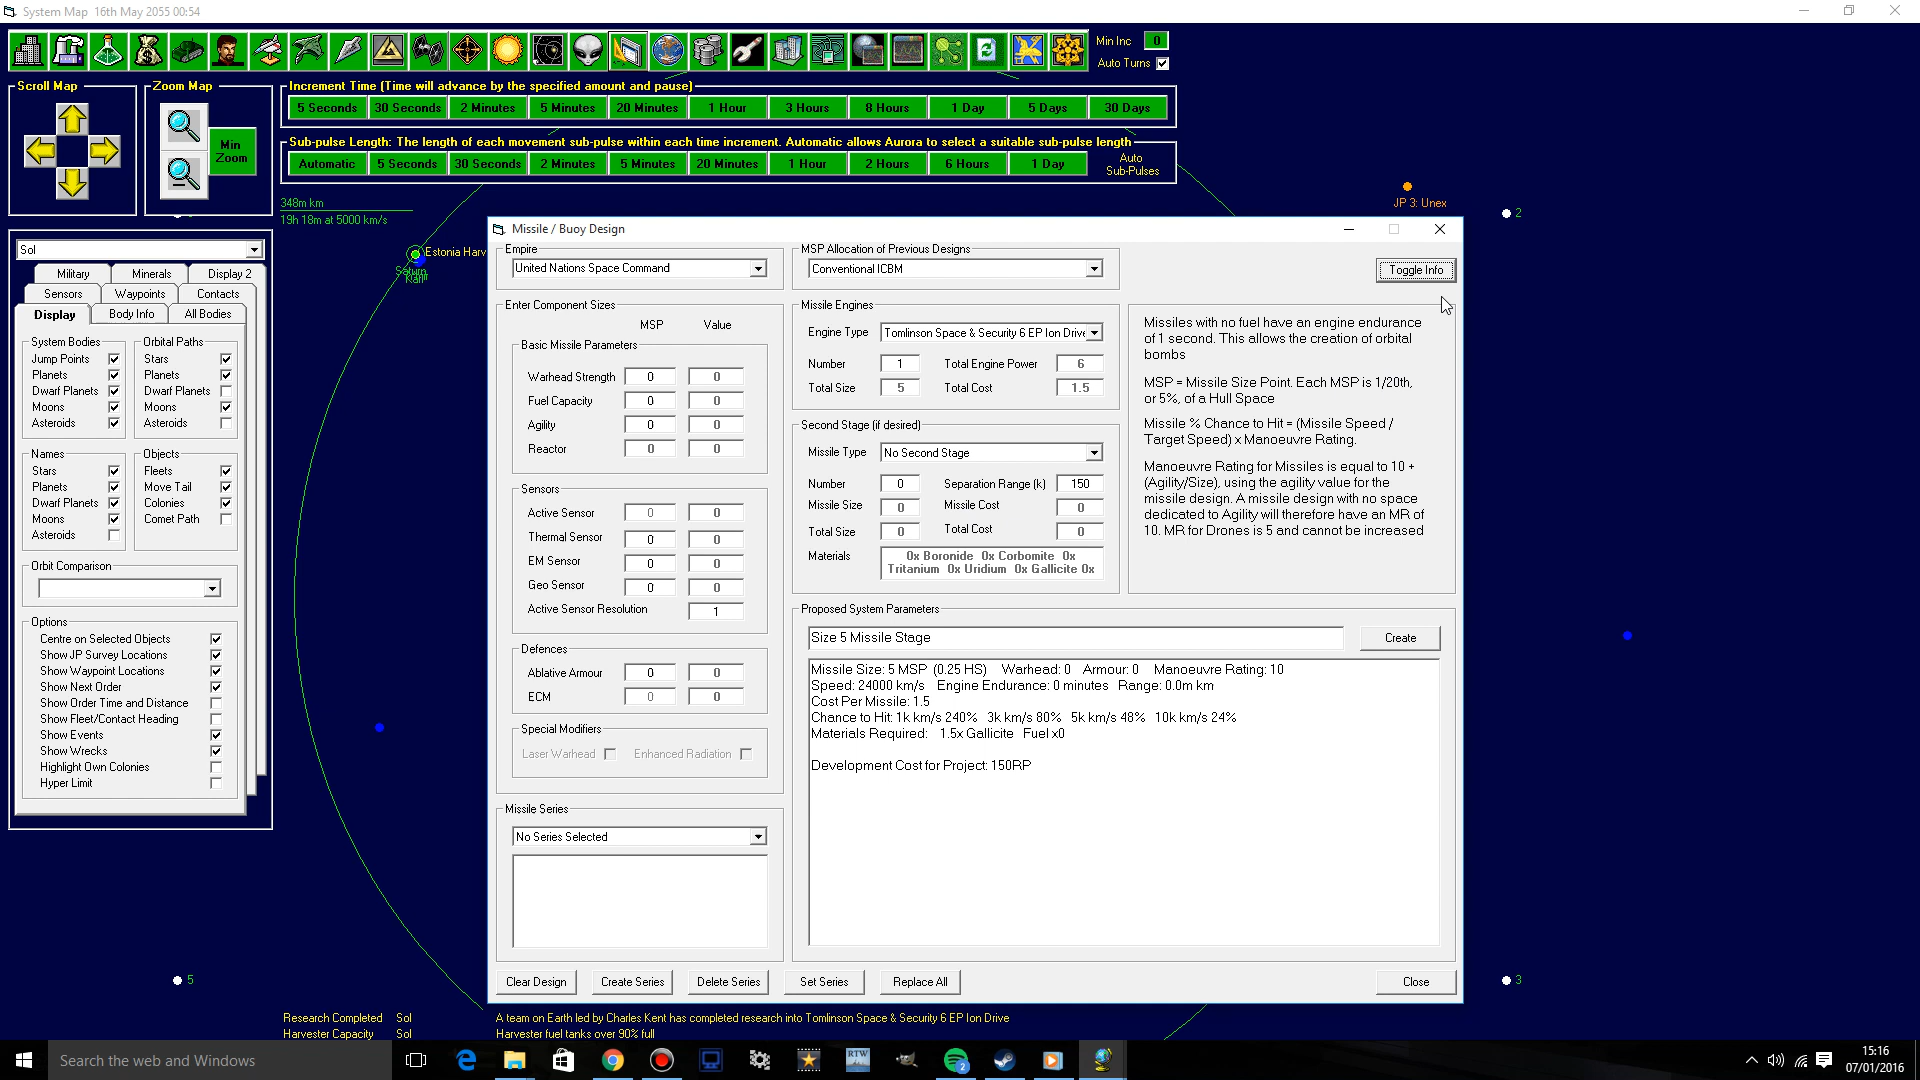 System Map  16th May 2055 00:54
Min Inc 0
Auto Turns
Scroll Map
Zoom Map
Min Zoom
Increment Time (Time will advance by the specified amount and pause)
5 Seconds 30 Seconds 2 Minutes 5 Minutes 20 Minutes 1 Hour 3 Hours 8 Hours 1 Day 5 Days 30 Days
Sub-pulse Length: The length of each movement sub-pulse within each time increment. Automatic allows Aurora to select a suitable sub-pulse length
Automatic 5 Seconds 30 Seconds 2 Minutes 5 Minutes 20 Minutes 1 Hour 2 Hours 6 Hours 1 Day
Auto Sub-Pulses
348m km
19h 18m at 5000 km/s
JP 3: Unex
2
Estonia Harv
Saturn
Sol
Military Minerals Display 2
Sensors Waypoints Contacts
Display Body Info All Bodies
System Bodies
Jump Points
Planets
Dwarf Planets
Moons
Asteroids
Orbital Paths
Stars
Planets
Dwarf Planets
Moons
Asteroids
Names
Stars
Planets
Dwarf Planets
Moons
Asteroids
Objects
Fleets
Move Tail
Colonies
Comet Path
Orbit Comparison
Options
Centre on Selected Objects
Show JP Survey Locations
Show Waypoint Locations
Show Next Order
Show Order Time and Distance
Show Fleet/Contact Heading
Show Events
Show Wrecks
Highlight Own Colonies
Hyper Limit
Missile / Buoy Design
Empire
United Nations Space Command
MSP Allocation of Previous Designs
Conventional ICBM
Toggle Info
Enter Component Sizes
MSP Value
Basic Missile Parameters
Warhead Strength 0 0
Fuel Capacity 0 0
Agility 0 0
Reactor 0 0
Sensors
Active Sensor 0 0
Thermal Sensor 0 0
EM Sensor 0 0
Geo Sensor 0 0
Active Sensor Resolution 1
Defences
Ablative Armour 0 0
ECM 0 0
Special Modifiers
Laser Warhead Enhanced Radiation
Missile Series
No Series Selected
Missile Engines
Engine Type Tomlinson Space & Security 6 EP Ion Drive
Number 1 Total Engine Power 6
Total Size 5 Total Cost 1.5
Second Stage (if desired)
Missile Type No Second Stage
Number 0 Separation Range (k) 150
Missile Size 0 Missile Cost 0
Total Size 0 Total Cost 0
Materials 0x Boronide 0x Corbomite 0x
Tritanium 0x Uridium 0x Gallicite 0x
Missiles with no fuel have an engine endurance
of 1 second. This allows the creation of orbital
bombs
MSP = Missile Size Point. Each MSP is 1/20th,
or 5%, of a Hull Space
Missile % Chance to Hit = (Missile Speed /
Target Speed) x Manoeuvre Rating.
Manoeuvre Rating for Missiles is equal to 10 +
(Agility/Size), using the agility value for the
missile design. A missile design with no space
dedicated to Agility will therefore have an MR of
10. MR for Drones is 5 and cannot be increased
Proposed System Parameters
Size 5 Missile Stage
Create
Missile Size: 5 MSP (0.25 HS) Warhead: 0 Armour: 0 Manoeuvre Rating: 10
Speed: 24000 km/s Engine Endurance: 0 minutes Range: 0.0m km
Cost Per Missile: 1.5
Chance to Hit: 1k km/s 240% 3k km/s 80% 5k km/s 48% 10k km/s 24%
Materials Required: 1.5x Gallicite Fuel x0
Development Cost for Project: 150RP
Clear Design Create Series Delete Series Set Series Replace All Close
5
3
Research Completed Sol A team on Earth led by Charles Kent has completed research into Tomlinson Space & Security 6 EP Ion Drive
Harvester Capacity Sol Harvester fuel tanks over 90% full
Search the web and Windows
RTW
2
15:16
07/01/2016